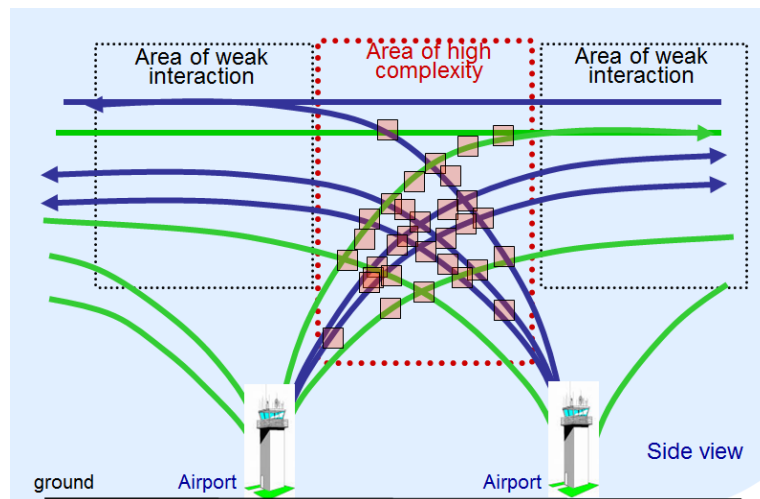 Area of weak
interaction
Area of high
complexity
Area of weak
interaction
Side view
ground
Airport
Airport